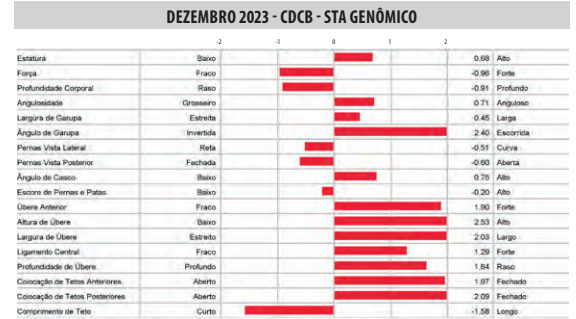 DEZEMBRO 2023 - CDCB - STA GENÔMICO
-2 -1 0 1 2
Estatura Baixo 0.68 Alto
Força Fraco -0.96 Forte
Profundidade Corporal Raso -0.91 Profundo
Angulosidade Grosseiro 0.71 Anguloso
Largura de Garupa Estreita 0.45 Larga
Ângulo de Garupa Invertida 2.40 Escorrida
Pernas Vista Lateral Reta -0.51 Curva
Pernas Vista Posterior Fechada -0.60 Aberta
Ângulo de Casco Baixo 0.75 Alto
Escore de Pernas e Patas Baixo -0.20 Alto
Úbere Anterior Fraco 1.90 Forte
Altura de Úbere Baixo 2.53 Alto
Largura de Úbere Estreito 2.03 Largo
Ligamento Central Fraco 1.29 Forte
Profundidade de Úbere Profundo 1.64 Raso
Colocação de Tetos Anteriores Aberto 1.97 Fechado
Colocação de Tetos Posteriores Aberto 2.09 Fechado
Comprimento de Teto Curto -1.58 Longo